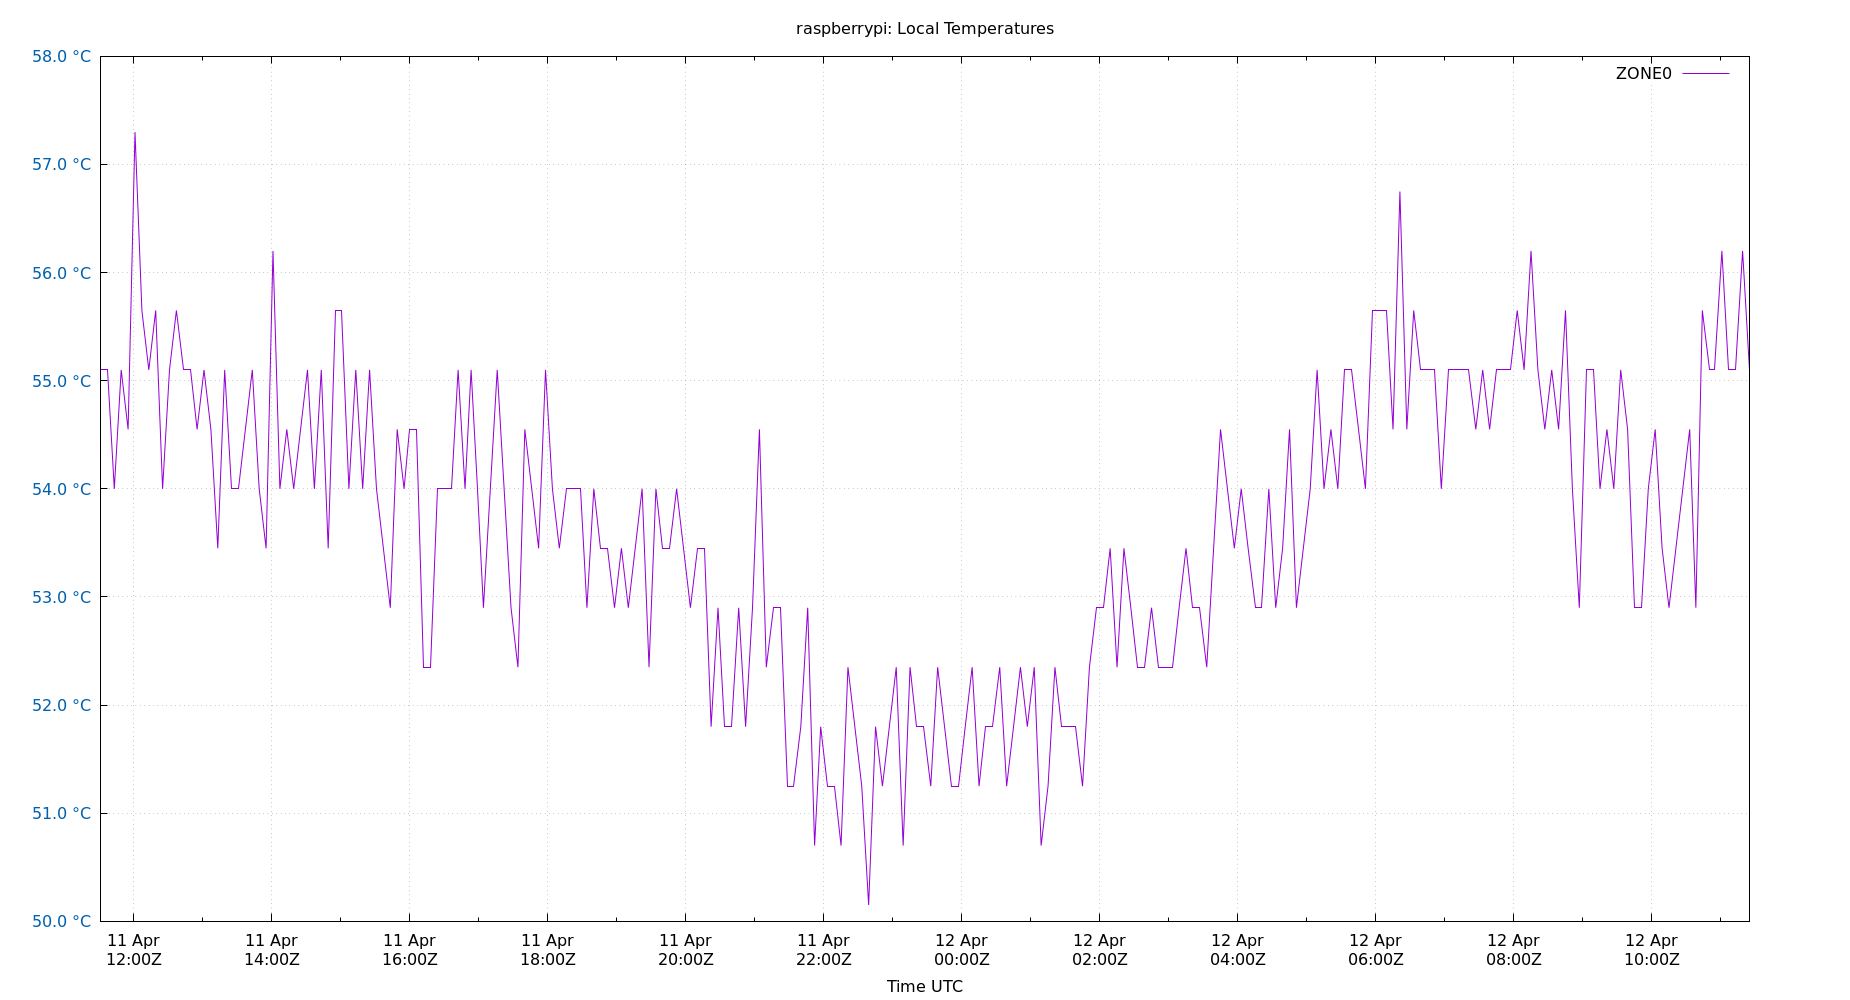 raspberrypi: Local Temperatures
58.0 °C
ZONE0
57.0 °C
56.0 °C
55.0 °C
54.0 °C
53.0 °C
52.0 °C
51.0 °C
50.0 °C
11 Apr 11 Apr 11 Apr 11 Apr 11 Apr 11 Apr 12 Apr 12 Apr 12 Apr 12 Apr 12 Apr 12 Apr
12:00Z 14:00Z 16:00Z 18:00Z 20:00Z 22:00Z 00:00Z 02:00Z 04:00Z 06:00Z 08:00Z 10:00Z
Time UTC